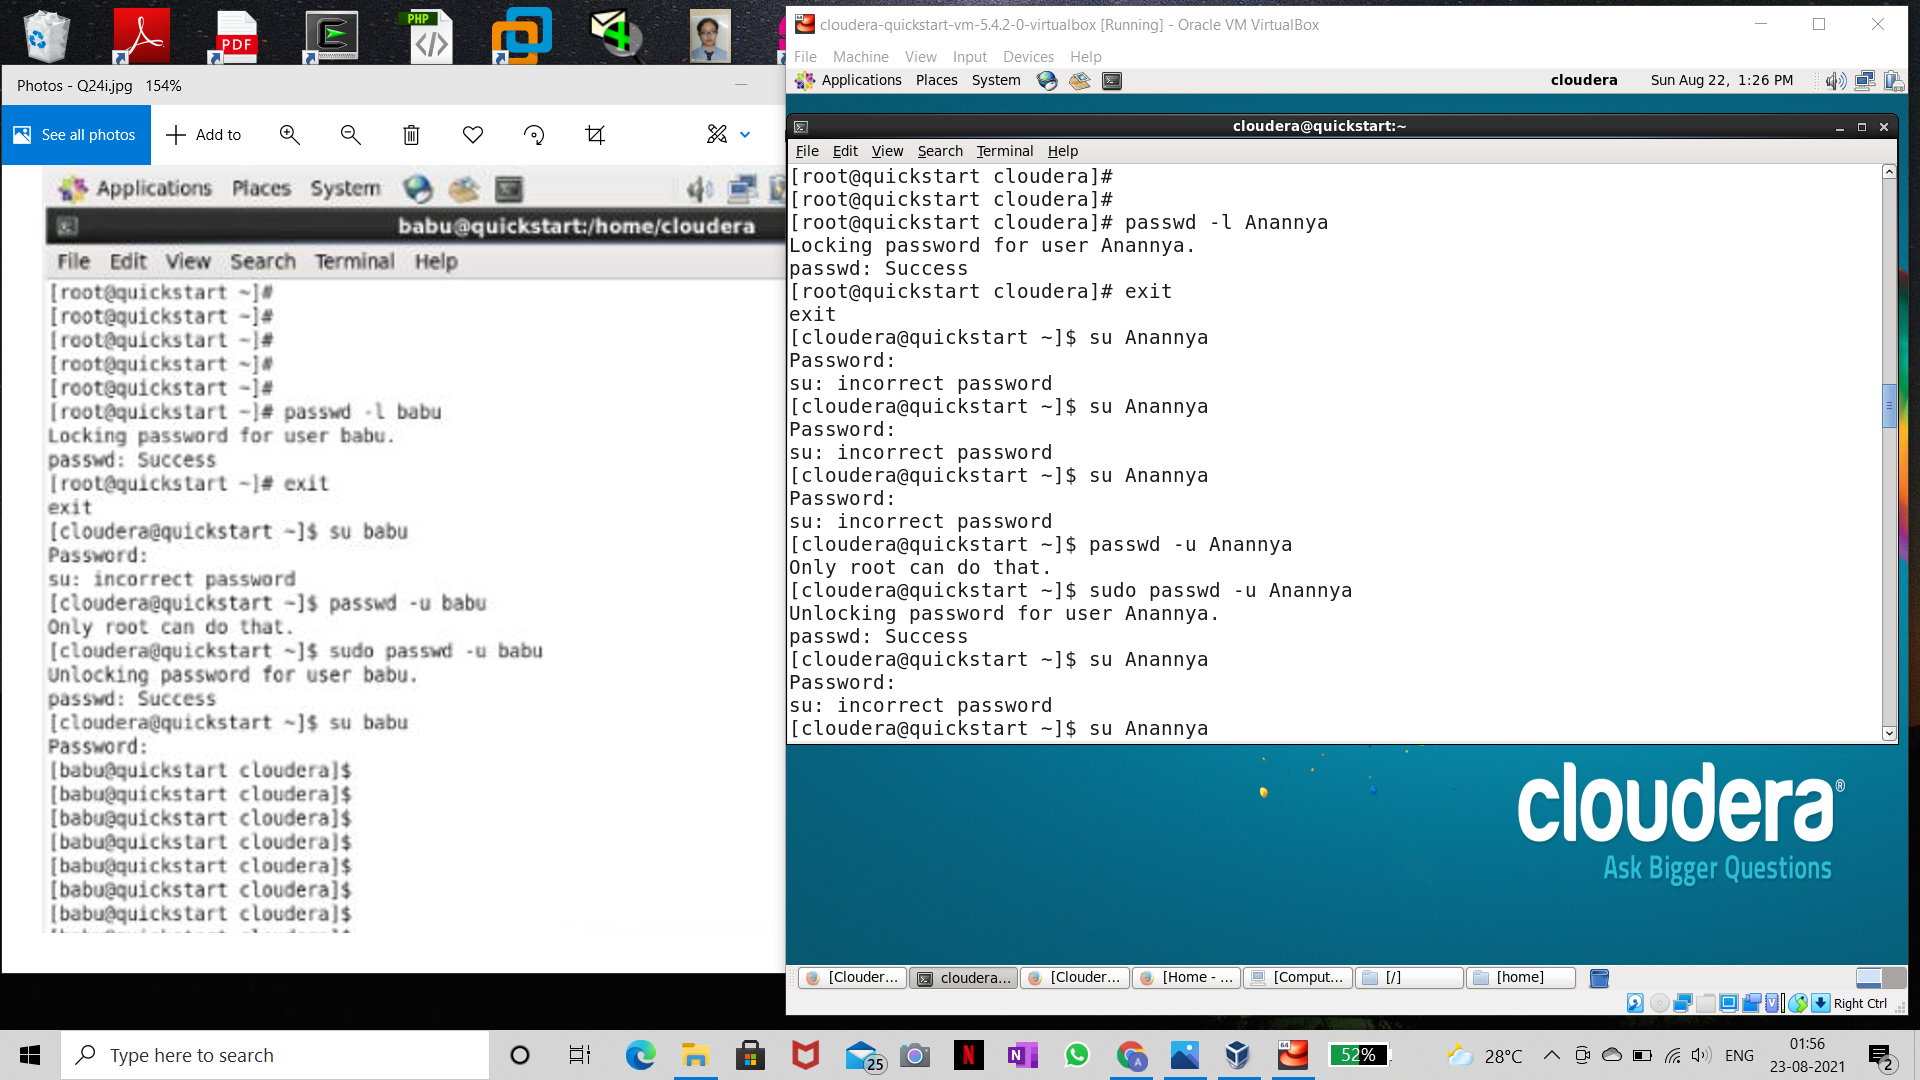 PDF
PHP
Photos - Q24i.jpg 154%
See all photos
Add to
Applications Places System
babu@quickstart:/home/cloudera
File Edit View Search Terminal Help
[root@quickstart ~]#
[root@quickstart ~]#
[root@quickstart ~]#
[root@quickstart ~]#
[root@quickstart ~]#
[root@quickstart ~]# passwd -l babu
Locking password for user babu.
passwd: Success
[root@quickstart ~]# exit
exit
[cloudera@quickstart ~]$ su babu
Password:
su: incorrect password
[cloudera@quickstart ~]$ passwd -u babu
Only root can do that.
[cloudera@quickstart ~]$ sudo passwd -u babu
Unlocking password for user babu.
passwd: Success
[cloudera@quickstart ~]$ su babu
Password:
[babu@quickstart cloudera]$
[babu@quickstart cloudera]$
[babu@quickstart cloudera]$
[babu@quickstart cloudera]$
[babu@quickstart cloudera]$
[babu@quickstart cloudera]$
[babu@quickstart cloudera]$
cloudera-quickstart-vm-5.4.2-0-virtualbox [Running] - Oracle VM VirtualBox
File Machine View Input Devices Help
Applications Places System
cloudera Sun Aug 22, 1:26 PM
cloudera@quickstart:~
File Edit View Search Terminal Help
[root@quickstart cloudera]#
[root@quickstart cloudera]#
[root@quickstart cloudera]# passwd -l Anannya
Locking password for user Anannya.
passwd: Success
[root@quickstart cloudera]# exit
exit
[cloudera@quickstart ~]$ su Anannya
Password:
su: incorrect password
[cloudera@quickstart ~]$ su Anannya
Password:
su: incorrect password
[cloudera@quickstart ~]$ su Anannya
Password:
su: incorrect password
[cloudera@quickstart ~]$ passwd -u Anannya
Only root can do that.
[cloudera@quickstart ~]$ sudo passwd -u Anannya
Unlocking password for user Anannya.
passwd: Success
[cloudera@quickstart ~]$ su Anannya
Password:
su: incorrect password
[cloudera@quickstart ~]$ su Anannya
cloudera®
Ask Bigger Questions
[Clouder... cloudera... [Clouder... [Home - ... [Comput... [/] [home]
Right Ctrl
Type here to search
25
52%
28°C
ENG
01:56
23-08-2021
2